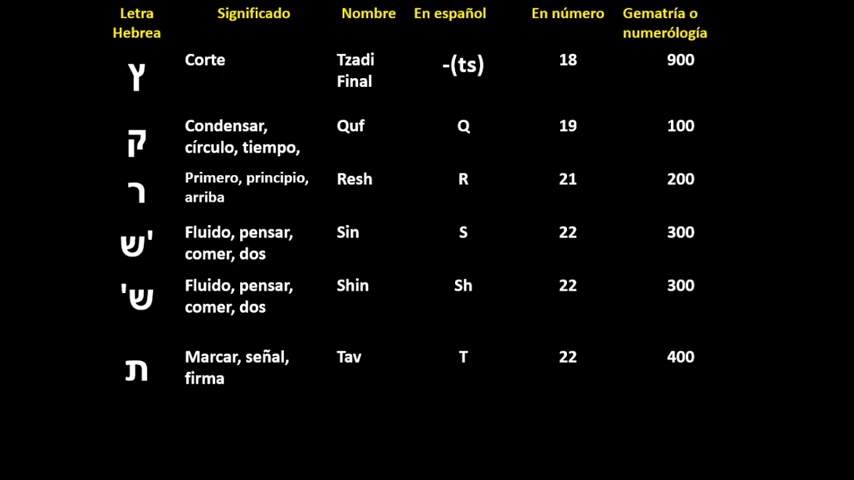 Letra Hebrea Significado Nombre En español En número Gematría o numerólogía
ץ Corte Tzadi Final -(ts) 18 900
ק Condensar, círculo, tiempo, Quf Q 19 100
ר Primero, principio, arriba Resh R 21 200
ש' Fluido, pensar, comer, dos Sin S 22 300
'ש Fluido, pensar, comer, dos Shin Sh 22 300
ת Marcar, señal, firma Tav T 22 400